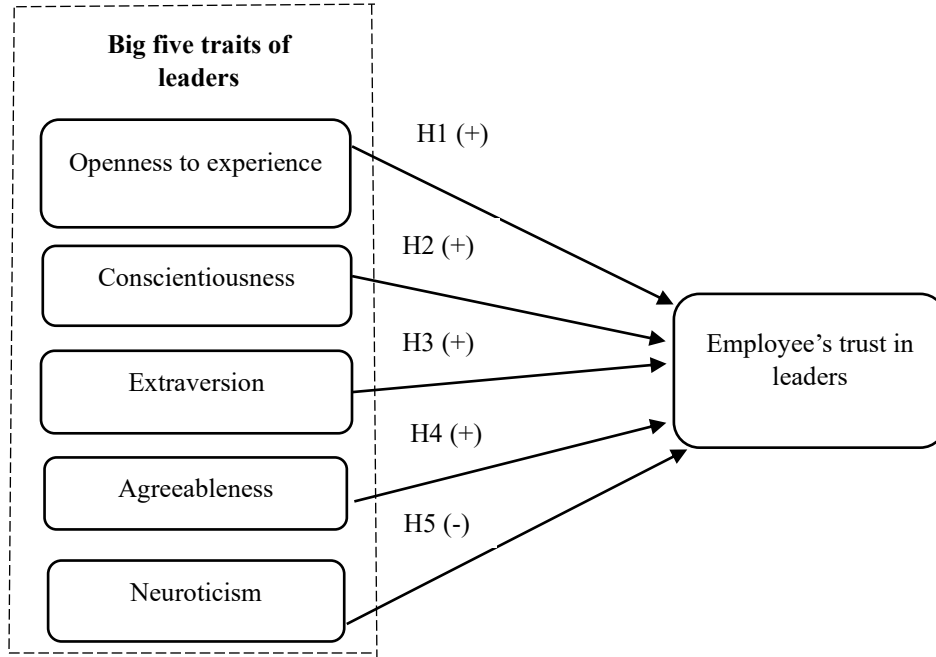 Big five traits of
leaders
Openness to experience
H1 (+)
Conscientiousness
H2 (+)
Extraversion
H3 (+)
Agreeableness
H4 (+)
Neuroticism
H5 (-)
Employee’s trust in
leaders